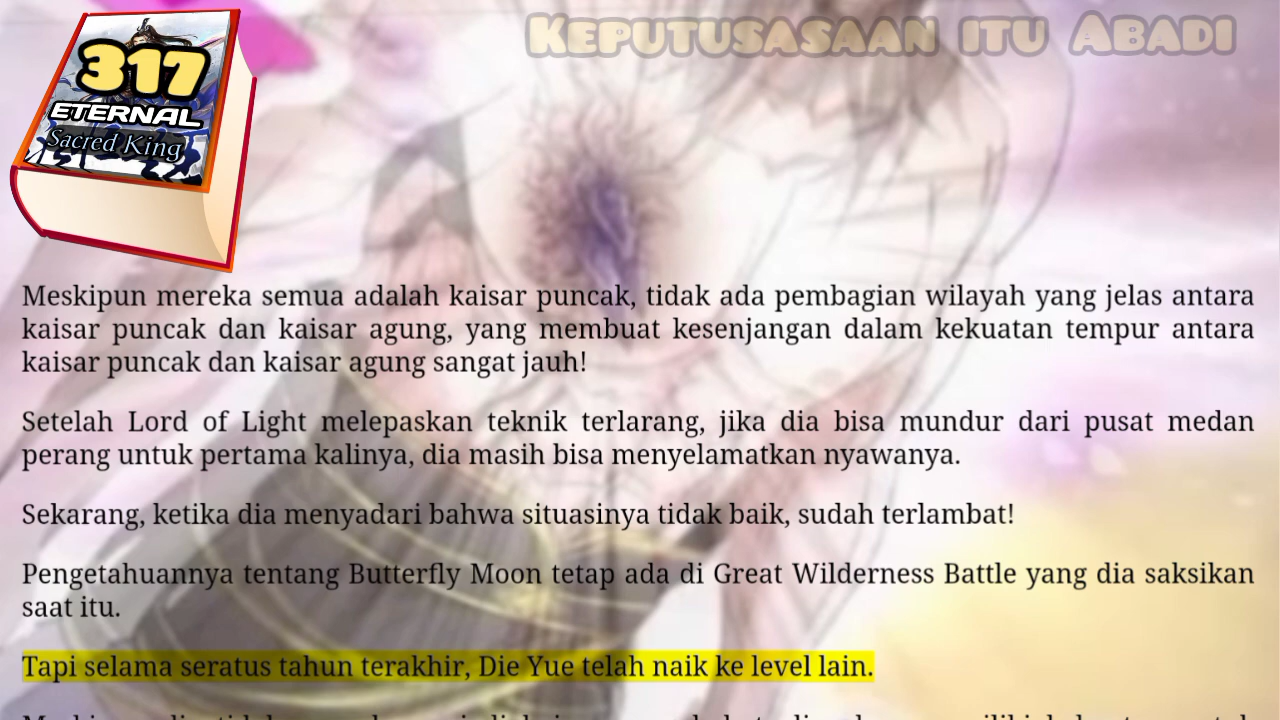 Keputusasaan itu Abadi
317
ETERNAL
Sacred King
Meskipun mereka semua adalah kaisar puncak, tidak ada pembagian wilayah yang jelas antara
kaisar puncak dan kaisar agung, yang membuat kesenjangan dalam kekuatan tempur antara
kaisar puncak dan kaisar agung sangat jauh!
Setelah Lord of Light melepaskan teknik terlarang, jika dia bisa mundur dari pusat medan
perang untuk pertama kalinya, dia masih bisa menyelamatkan nyawanya.
Sekarang, ketika dia menyadari bahwa situasinya tidak baik, sudah terlambat!
Pengetahuannya tentang Butterfly Moon tetap ada di Great Wilderness Battle yang dia saksikan
saat itu.
Tapi selama seratus tahun terakhir, Die Yue telah naik ke level lain.